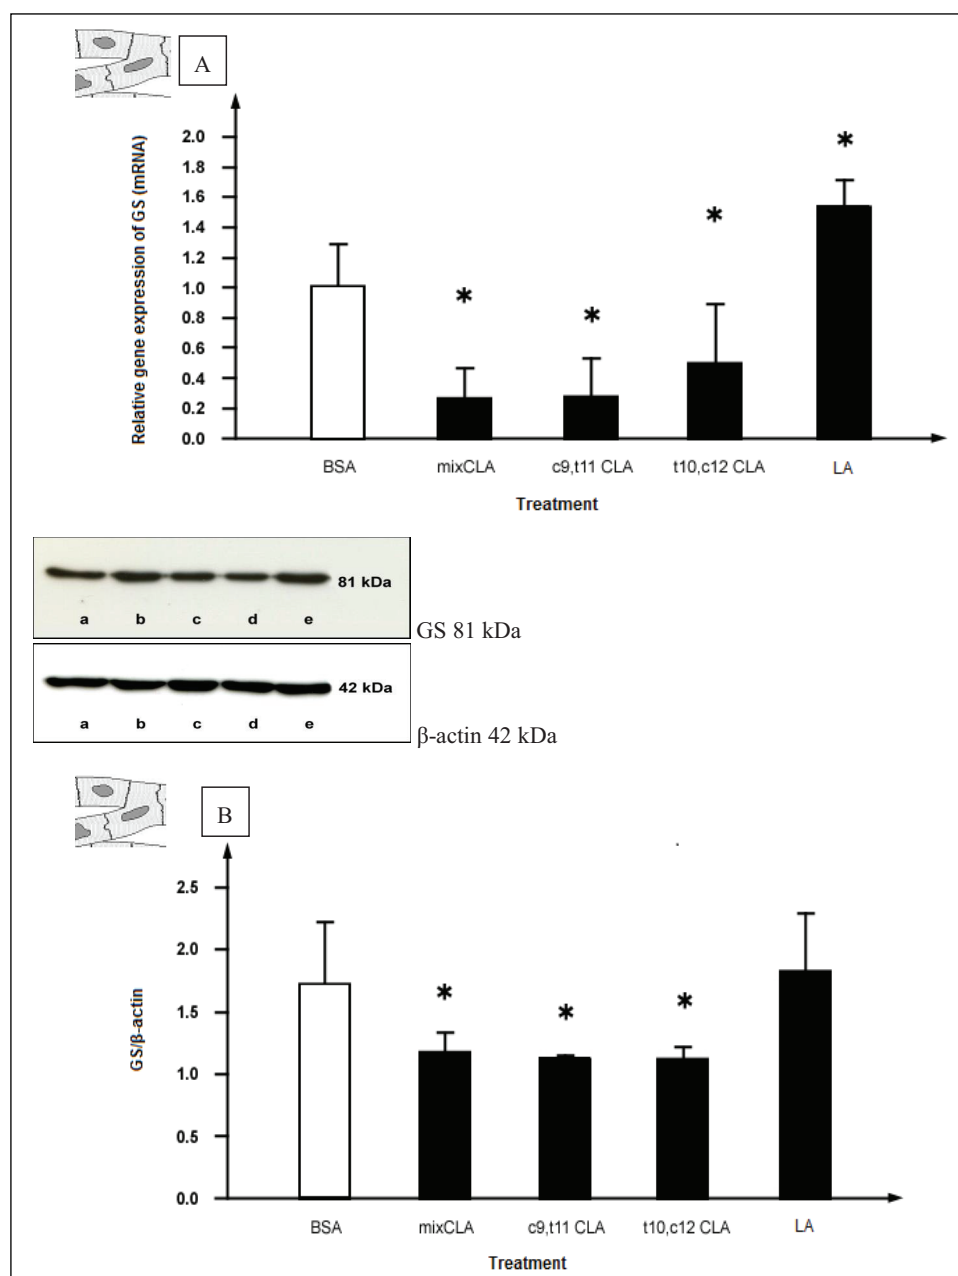 A
Relative gene expression of GS (mRNA)
2.0
1.8
1.6
1.4
1.2
1.0
0.8
0.6
0.4
0.2
0.0
* * * *
BSA mixCLA c9,t11 CLA t10,c12 CLA LA
Treatment
81 kDa
a b c d e
GS 81 kDa
42 kDa
a b c d e
β-actin 42 kDa
B
GS/β-actin
2.5
2.0
1.5
1.0
0.5
0.0
* * *
BSA mixCLA c9,t11 CLA t10,c12 CLA LA
Treatment